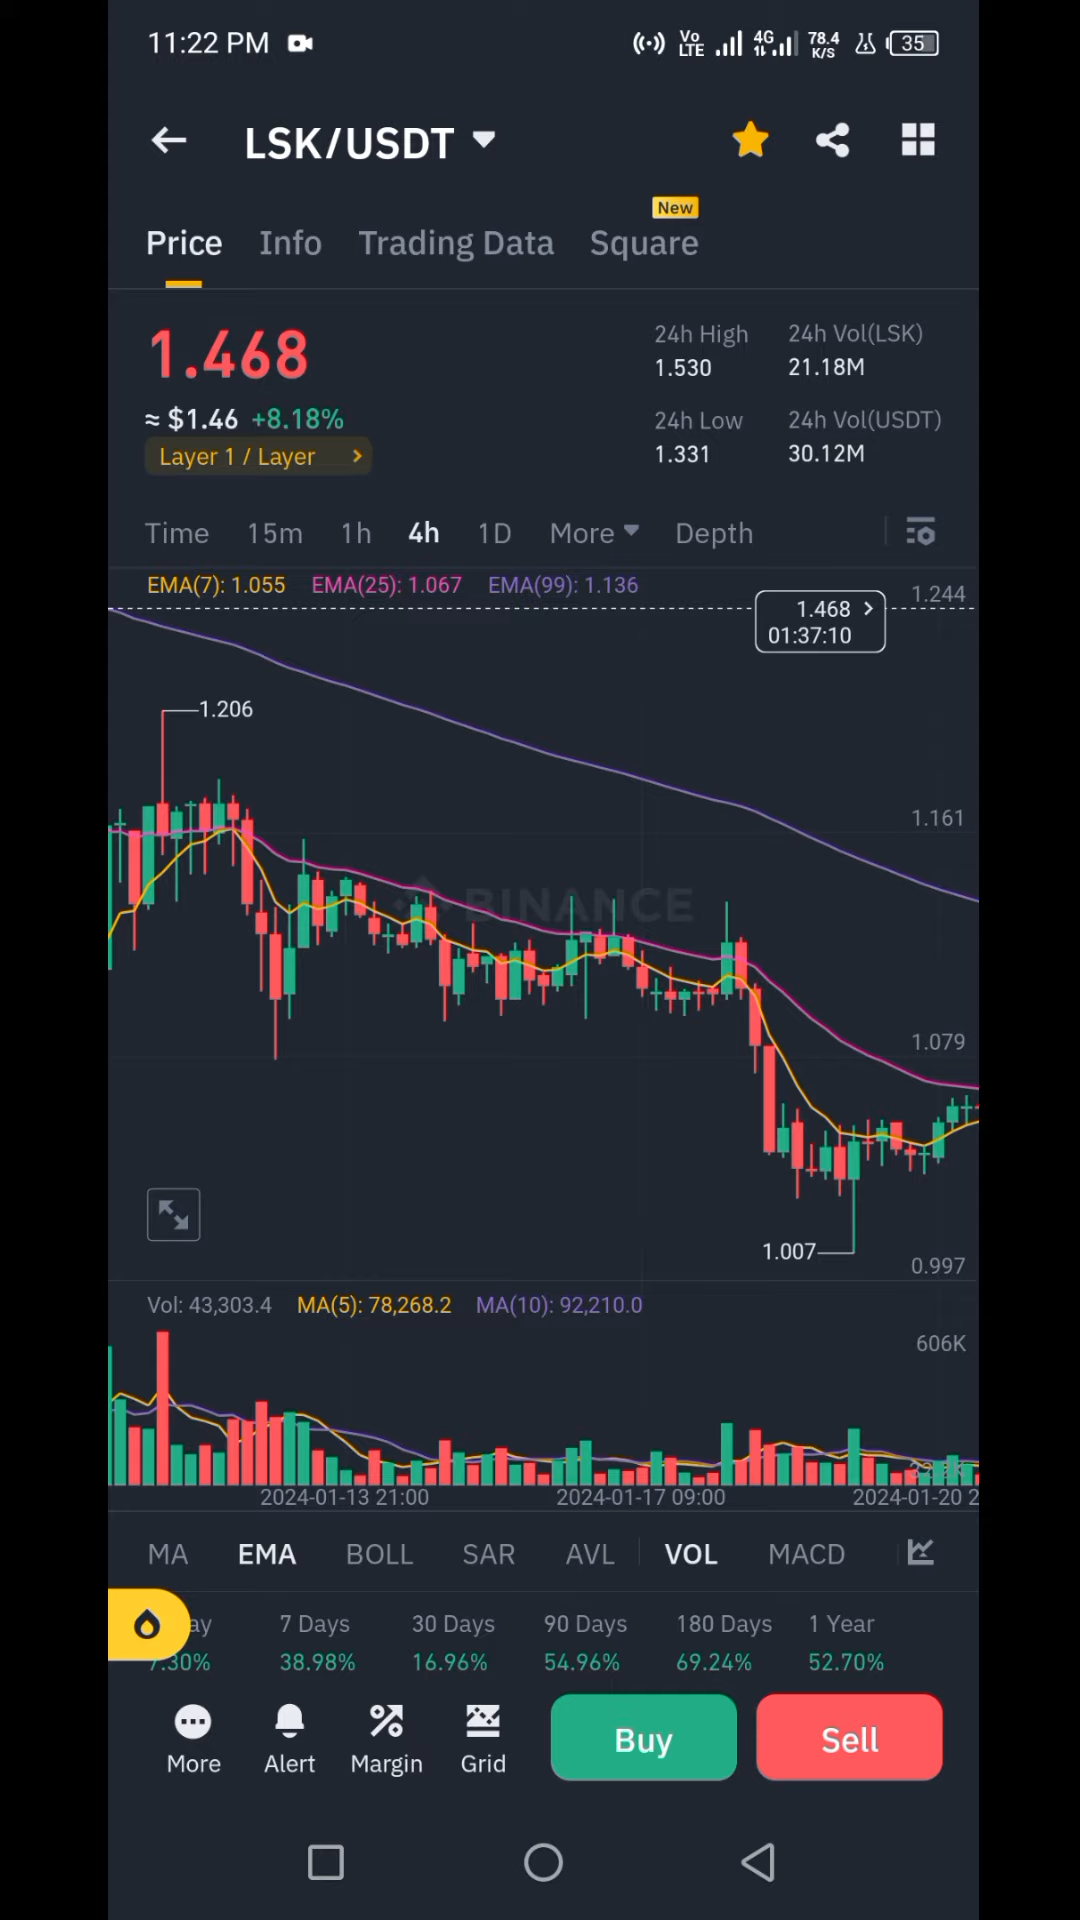 11:22 PM
Vo LTE 4G 78.4 K/S 35
LSK/USDT
New
Price Info Trading Data Square
1.468
≈ $1.46 +8.18%
Layer 1 / Layer
24h High 24h Vol(LSK)
1.530 21.18M
24h Low 24h Vol(USDT)
1.331 30.12M
Time 15m 1h 4h 1D More Depth
EMA(7): 1.055 EMA(25): 1.067 EMA(99): 1.136
1.244
1.468
01:37:10
1.206
1.161
BINANCE
1.079
1.007
0.997
Vol: 43,303.4 MA(5): 78,268.2 MA(10): 92,210.0
606K
2024-01-13 21:00 2024-01-17 09:00 2024-01-20 2
MA EMA BOLL SAR AVL VOL MACD
ay 7 Days 30 Days 90 Days 180 Days 1 Year
7.30% 38.98% 16.96% 54.96% 69.24% 52.70%
More Alert Margin Grid Buy Sell